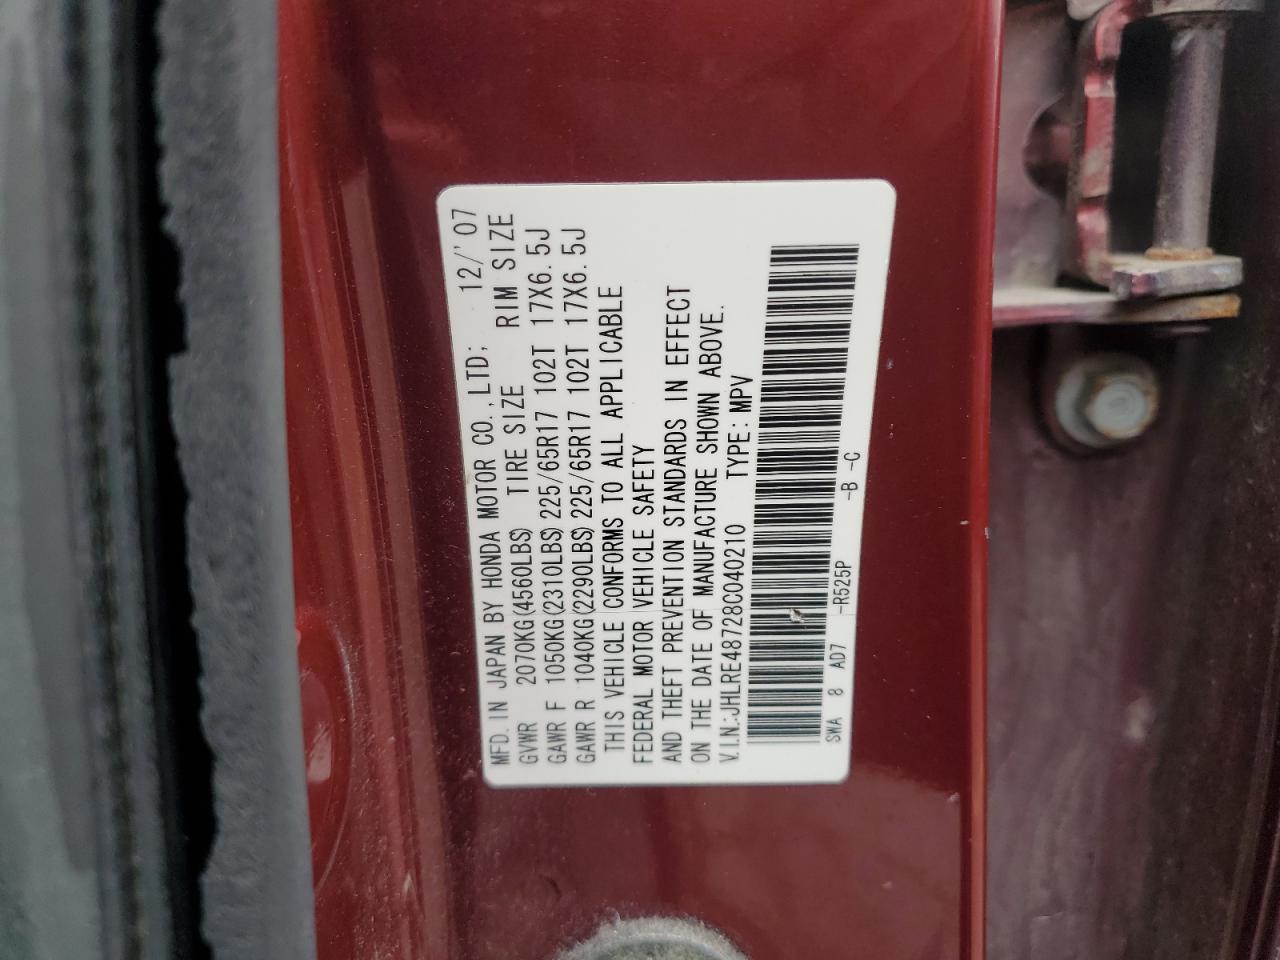 MFD. IN JAPAN BY HONDA MOTOR CO., LTD; 12/'07
GVWR 2070KG(4560LBS) TIRE SIZE RIM SIZE
GAWR F 1050KG(2310LBS) 225/65R17 102T 17X6.5J
GAWR R 1040KG(2290LBS) 225/65R17 102T 17X6.5J
THIS VEHICLE CONFORMS TO ALL APPLICABLE
FEDERAL MOTOR VEHICLE SAFETY
AND THEFT PREVENTION STANDARDS IN EFFECT
ON THE DATE OF MANUFACTURE SHOWN ABOVE.
V.I.N.:JHLRE48728C040210 TYPE: MPV
SWA 8 AD7 -R525P -B -C